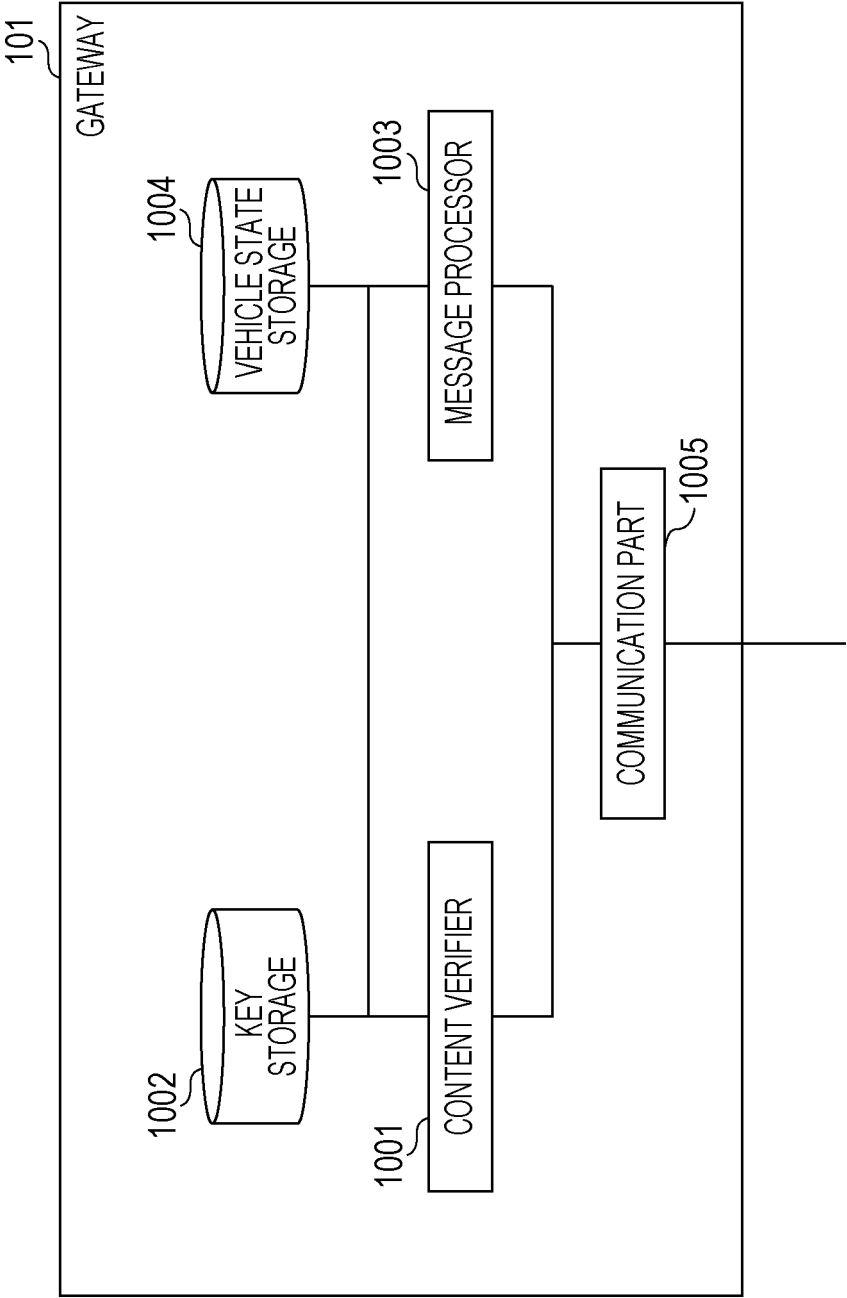 101
GATEWAY
1002
KEY
STORAGE
1004
VEHICLE STATE
STORAGE
1001
CONTENT VERIFIER
1003
MESSAGE PROCESSOR
COMMUNICATION PART
1005